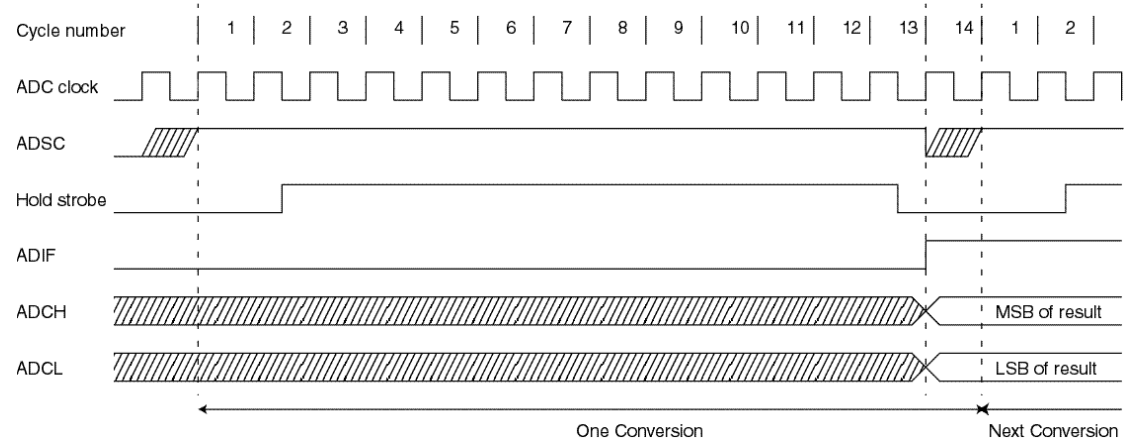 Cycle number 1 2 3 4 5 6 7 8 9 10 11 12 13 14 1 2
ADC clock
ADSC
Hold strobe
ADIF
ADCH MSB of result
ADCL LSB of result
One Conversion Next Conversion